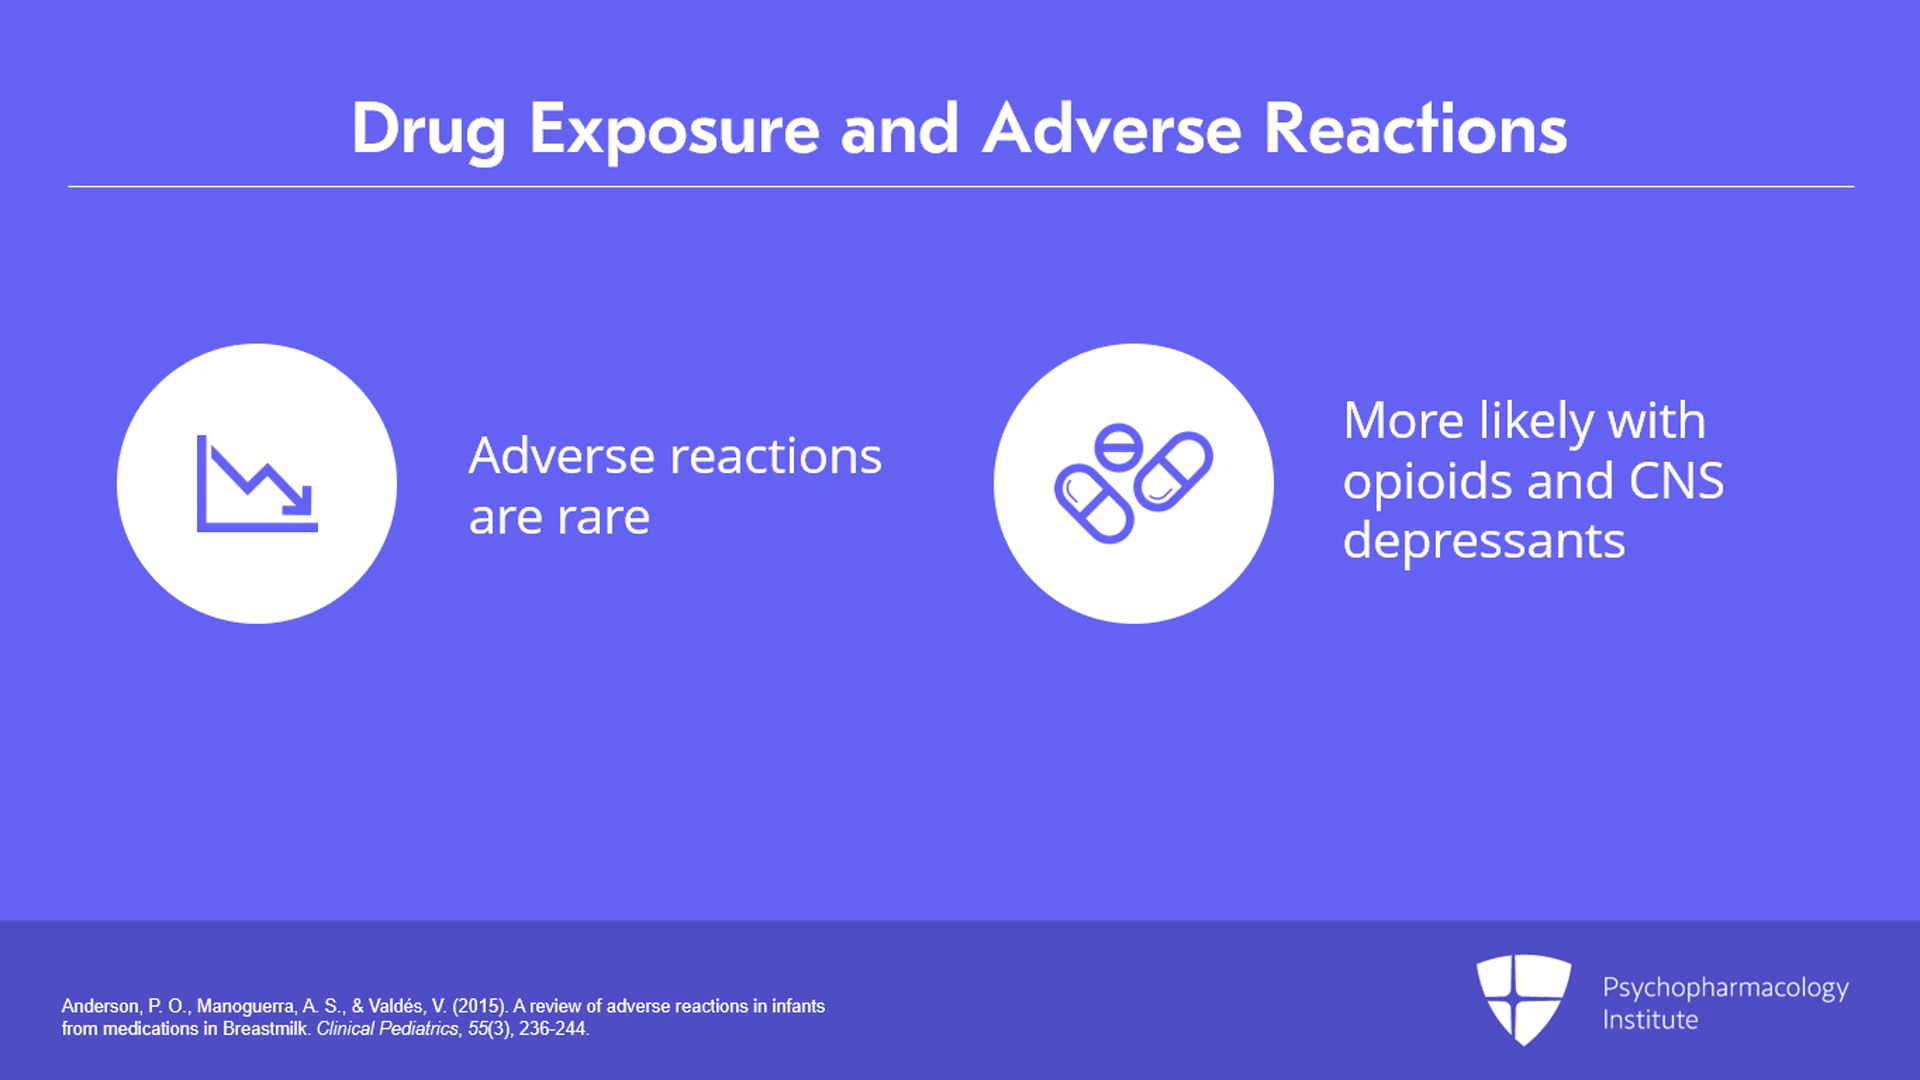 Drug Exposure and Adverse Reactions
Adverse reactions
are rare
More likely with
opioids and CNS
depressants
Anderson, P. O., Manoguerra, A. S., & Valdés, V. (2015). A review of adverse reactions in infants
from medications in Breastmilk. Clinical Pediatrics, 55(3), 236-244.
Psychopharmacology
Institute